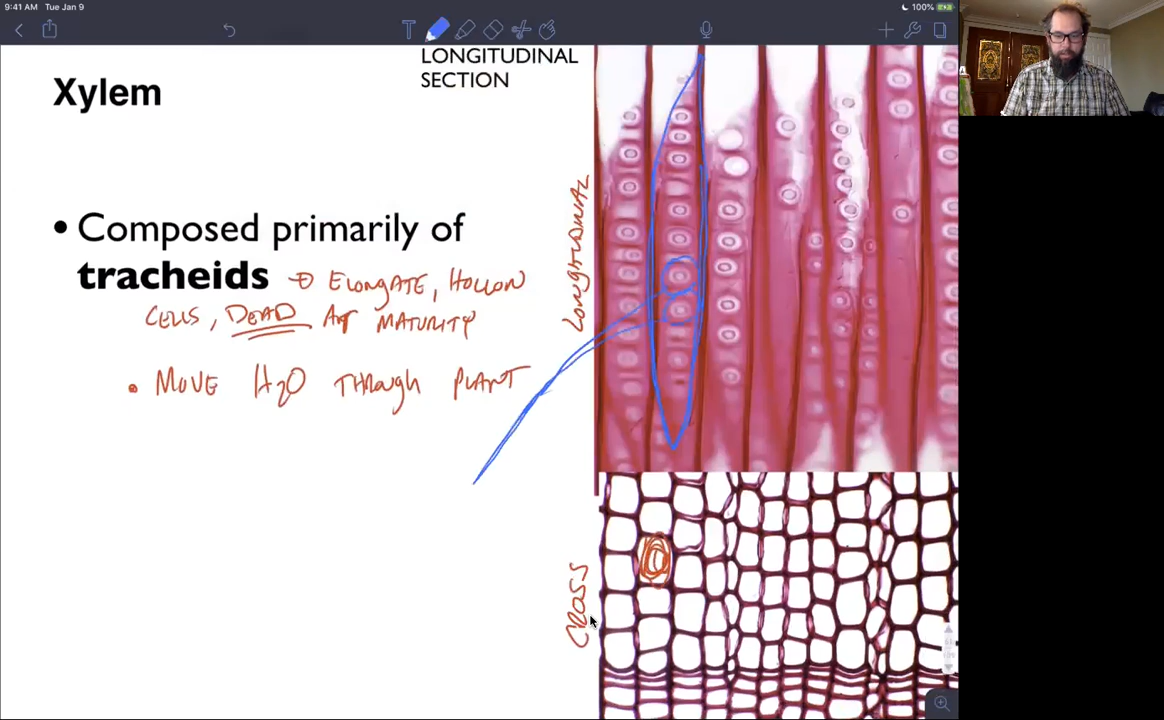 9:41 AM Tue Jan 9
100%
T
LONGITUDINAL
SECTION
Xylem
• Composed primarily of
tracheids → ELONGATE, HOLLOW
CELLS, DEAD AT MATURITY
• MOVE H2O THROUGH PLANT
LONGITUDINAL
CROSS